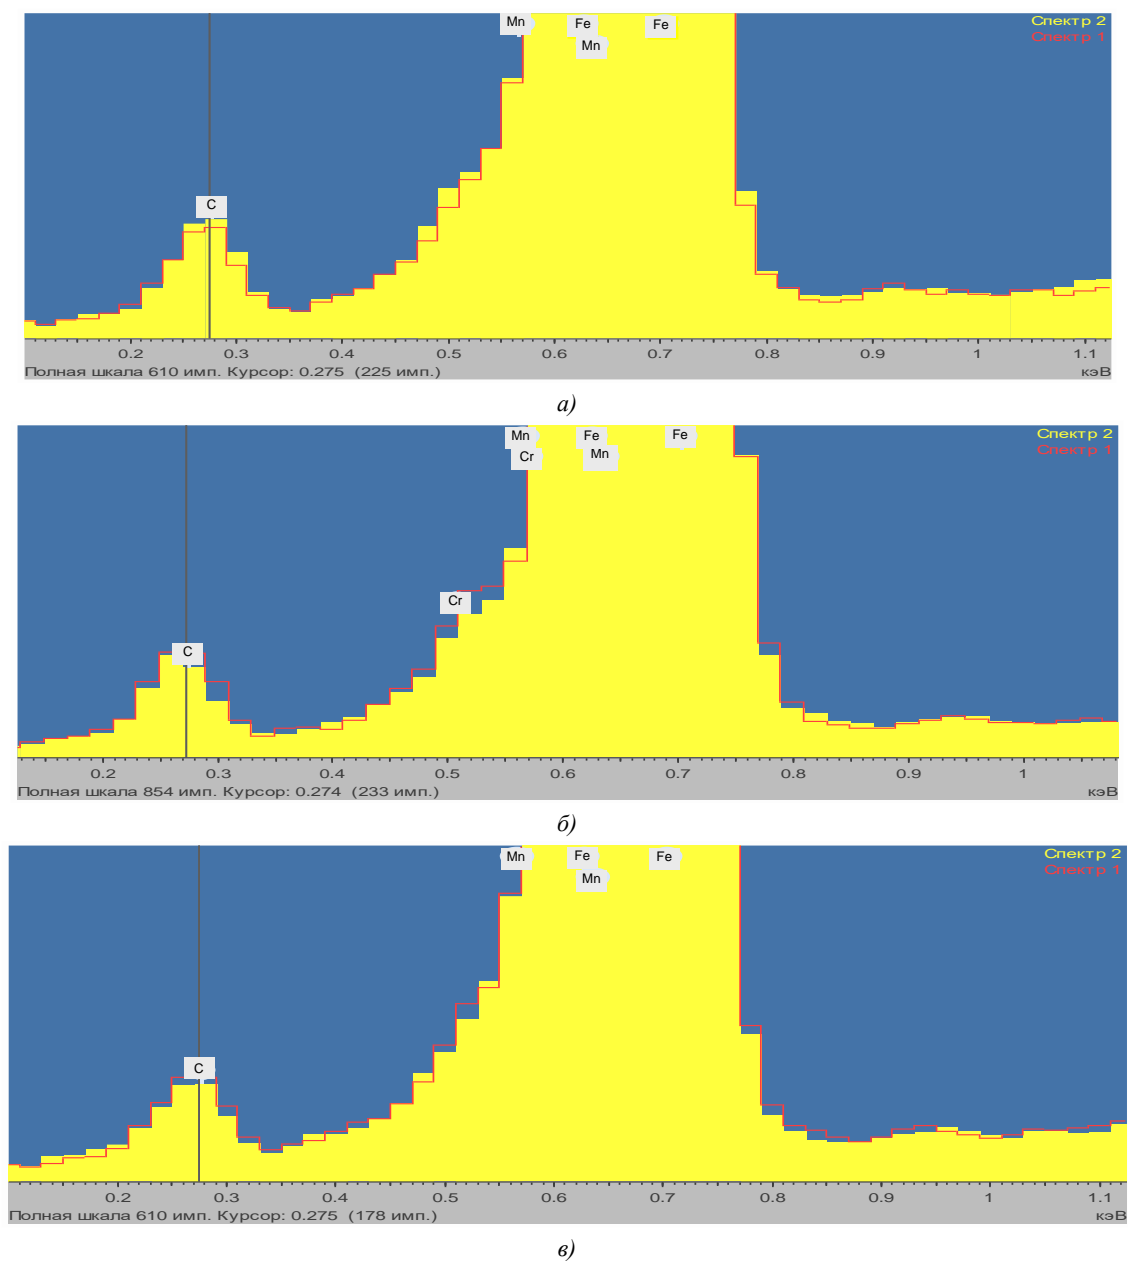 Mn Fe Fe Спектр 2
Mn Спектр 1
C
0.2 0.3 0.4 0.5 0.6 0.7 0.8 0.9 1 1.1
Полная шкала 610 имп. Курсор: 0.275 (225 имп.) кэВ
а)
Mn Fe Fe Спектр 2
Cr Mn Спектр 1
Cr
C
0.2 0.3 0.4 0.5 0.6 0.7 0.8 0.9 1
Полная шкала 854 имп. Курсор: 0.274 (233 имп.) кэВ
б)
Mn Fe Fe Спектр 2
Mn Спектр 1
C
0.2 0.3 0.4 0.5 0.6 0.7 0.8 0.9 1 1.1
Полная шкала 610 имп. Курсор: 0.275 (178 имп.) кэВ
в)